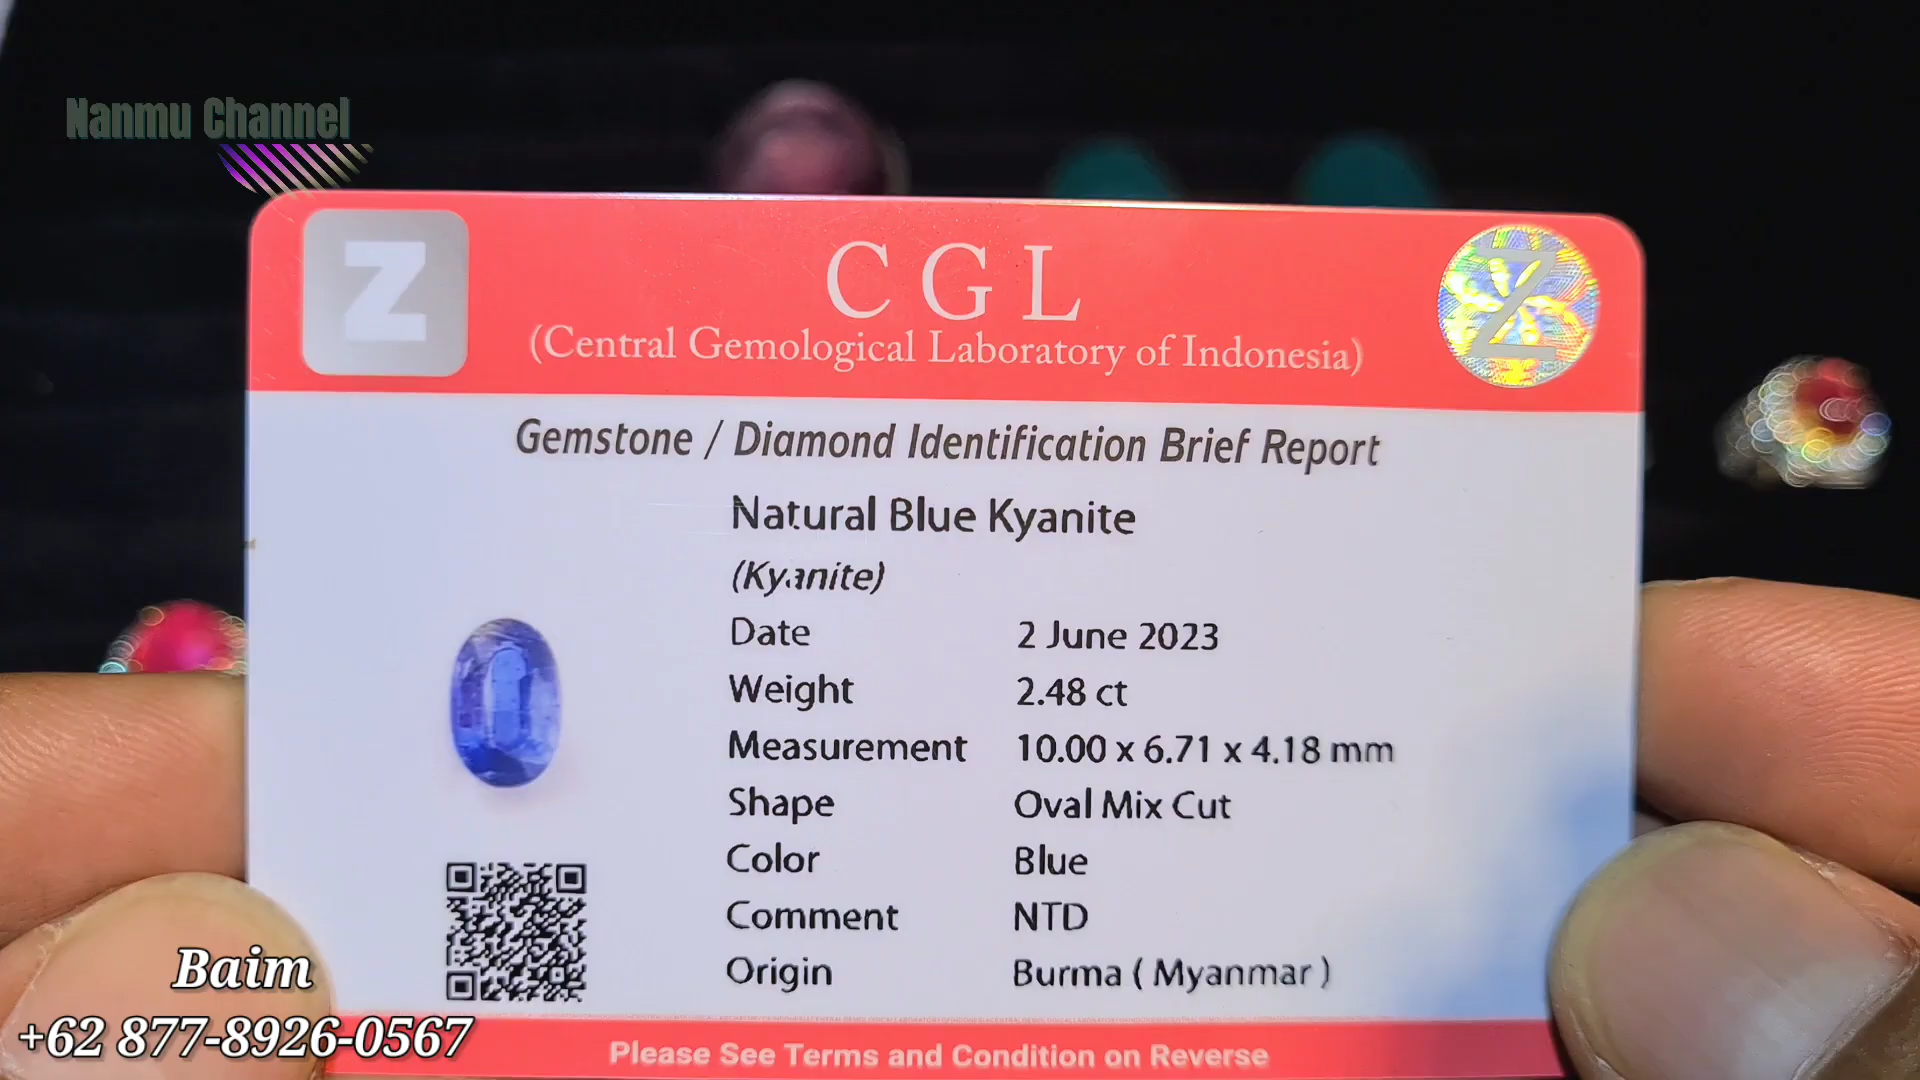 Nanmu Channel
Z
C G L
Z
(Central Gemological Laboratory of Indonesia)
Gemstone / Diamond Identification Brief Report
Natural Blue Kyanite
(Kyanite)
Date 2 June 2023
Weight 2.48 ct
Measurement 10.00 x 6.71 x 4.18 mm
Shape Oval Mix Cut
Color Blue
Comment NTD
Origin Burma ( Myanmar )
Please See Terms and Condition on Reverse
Baim
+62 877-8926-0567